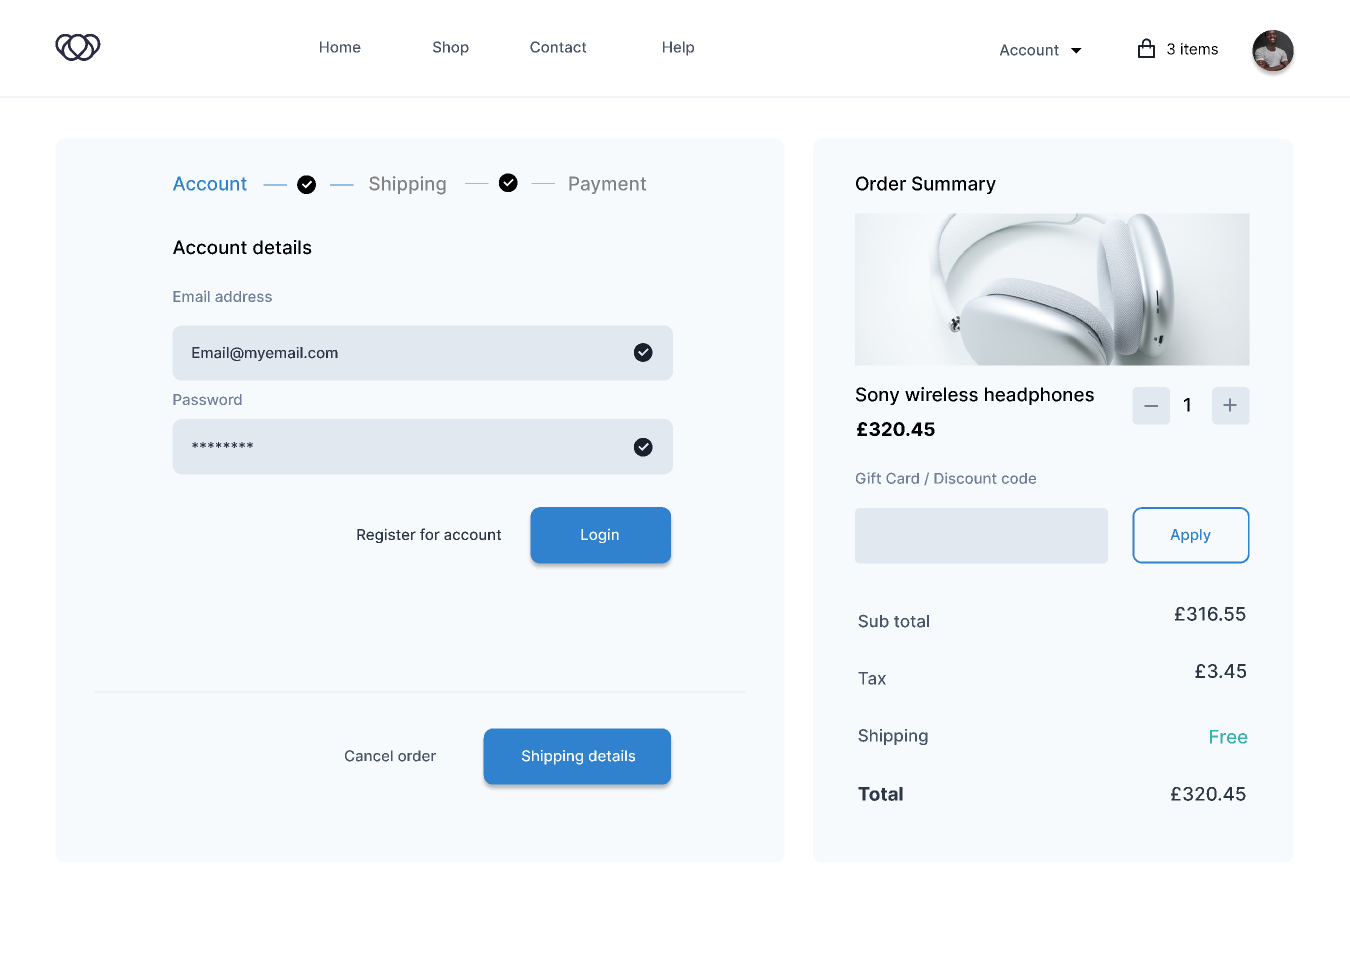 Home
Shop
Contact
Help
Account
3 items
Account
Shipping
Payment
Account details
Email address
Email@myemail.com
Password
********
Register for account
Login
Cancel order
Shipping details
Order Summary
Sony wireless headphones
1
£320.45
Gift Card / Discount code
Apply
Sub total
£316.55
Tax
£3.45
Shipping
Free
Total
£320.45